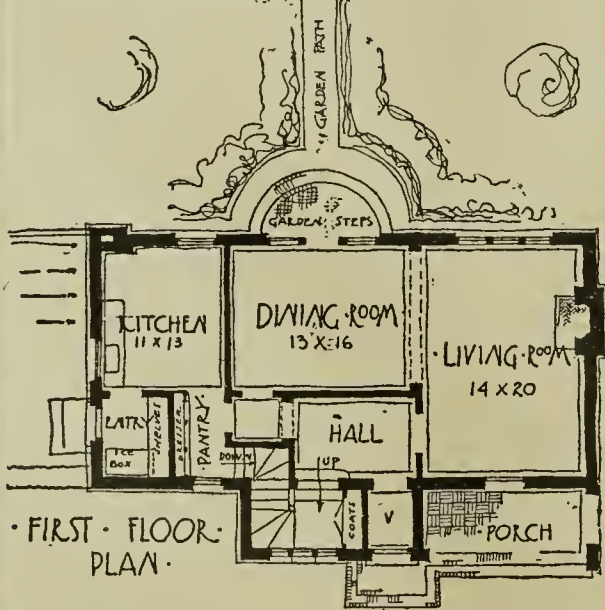 GARDEN PATH
GARDEN STEPS
KITCHEN
11 X 13
DINING·ROOM
13 X 16
·LIVING·ROOM
14 X 20
ENTRY
SHELVES
ICE
BOX
DRESSER
PANTRY
HALL
DOWN
UP
COATS
V
PORCH
·FIRST·FLOOR·
PLAN·